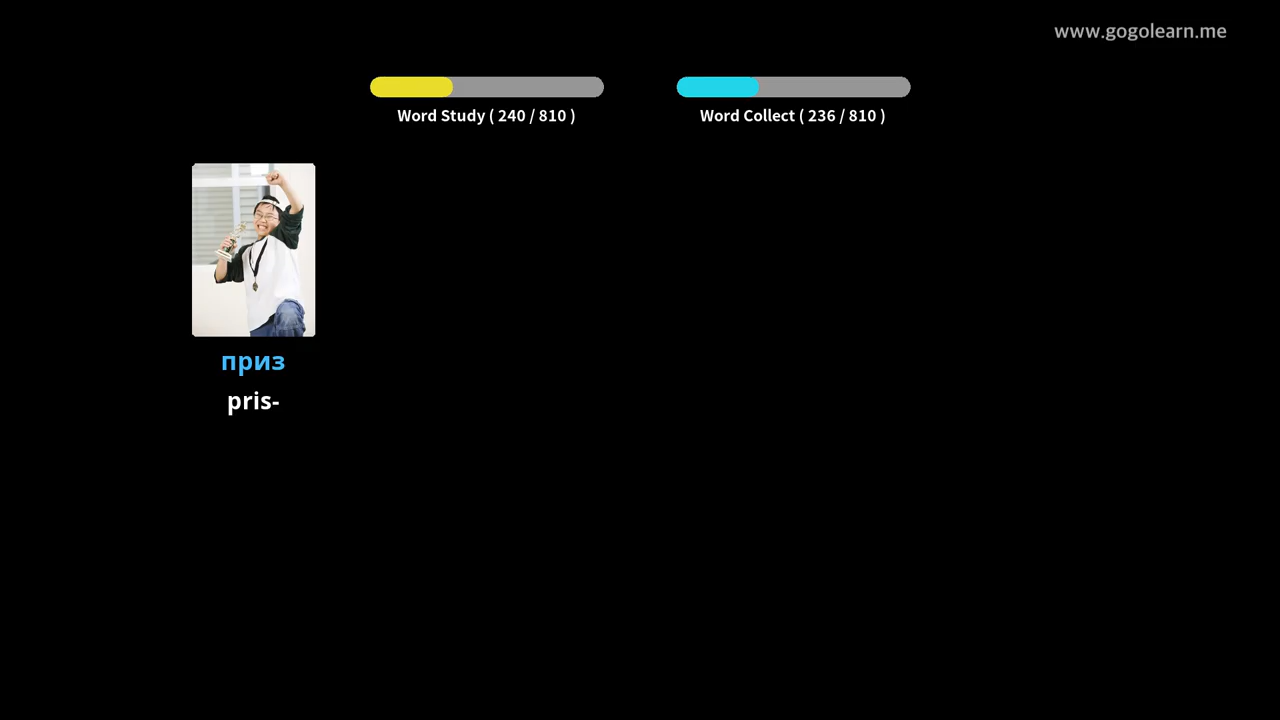 www.gogolearn.me
Word Study ( 240 / 810 )
Word Collect ( 236 / 810 )
приз
pris-